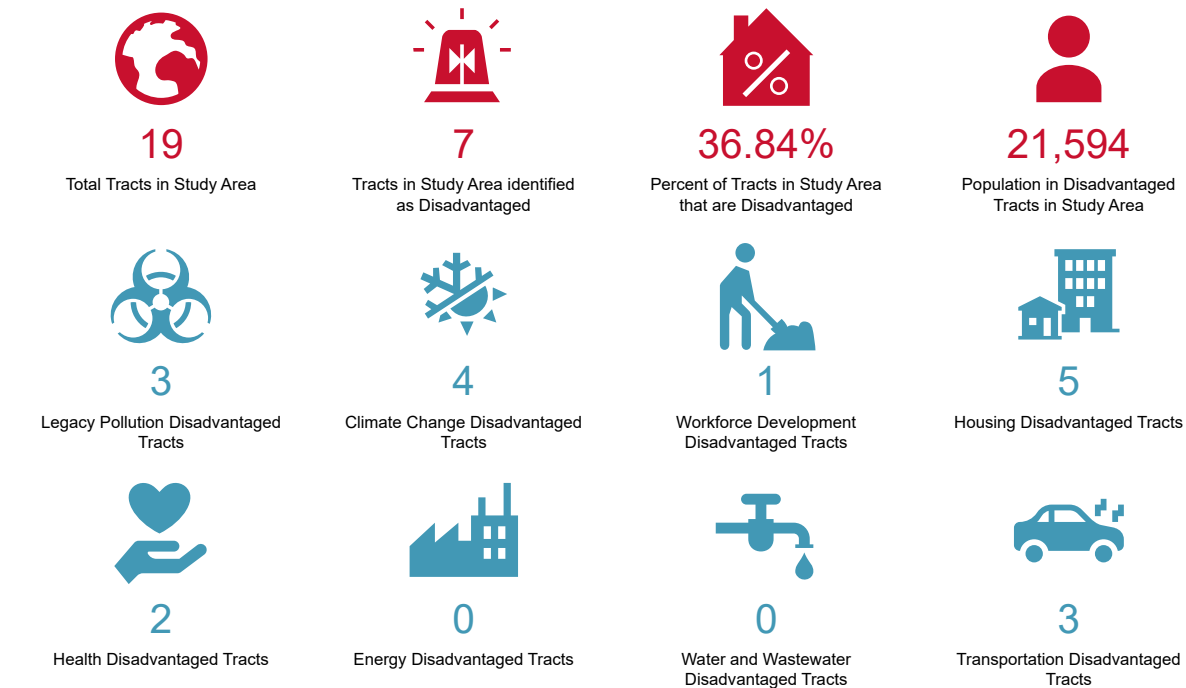 19
Total Tracts in Study Area
7
Tracts in Study Area identified
as Disadvantaged
36.84%
Percent of Tracts in Study Area
that are Disadvantaged
21,594
Population in Disadvantaged
Tracts in Study Area
3
Legacy Pollution Disadvantaged
Tracts
4
Climate Change Disadvantaged
Tracts
1
Workforce Development
Disadvantaged Tracts
5
Housing Disadvantaged Tracts
2
Health Disadvantaged Tracts
0
Energy Disadvantaged Tracts
0
Water and Wastewater
Disadvantaged Tracts
3
Transportation Disadvantaged
Tracts